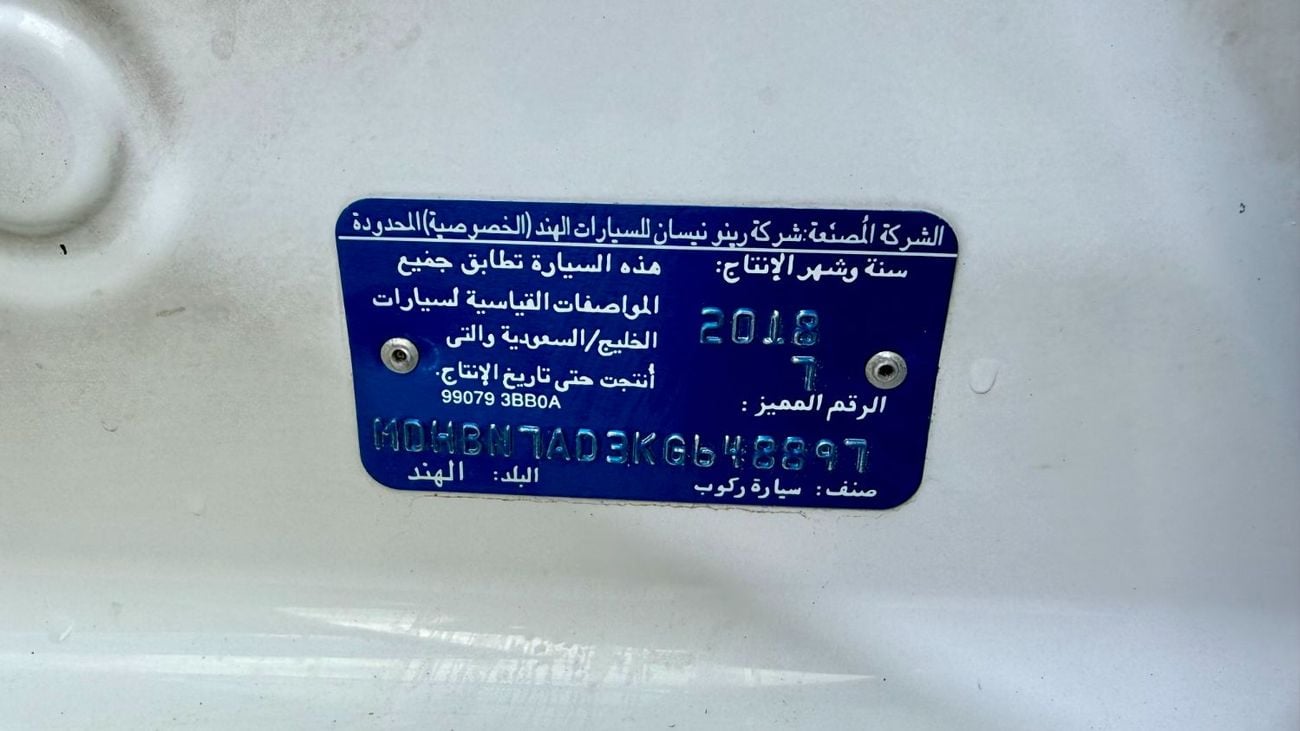 الشركة المُصنّعة:شركة رينو نيسان للسيارات الهند (الخصوصية) المحدودة
سنة وشهر الإنتاج:
2018
7
هذه السيارة تطابق جميع
المواصفات القياسية لسيارات
الخليج/السعودية والتى
أنتجت حتى تاريخ الإنتاج.
99079 3BB0A
الرقم المميز :
MDHBN7AD3KG648897
صنف: سيارة ركوب
البلد: الهند